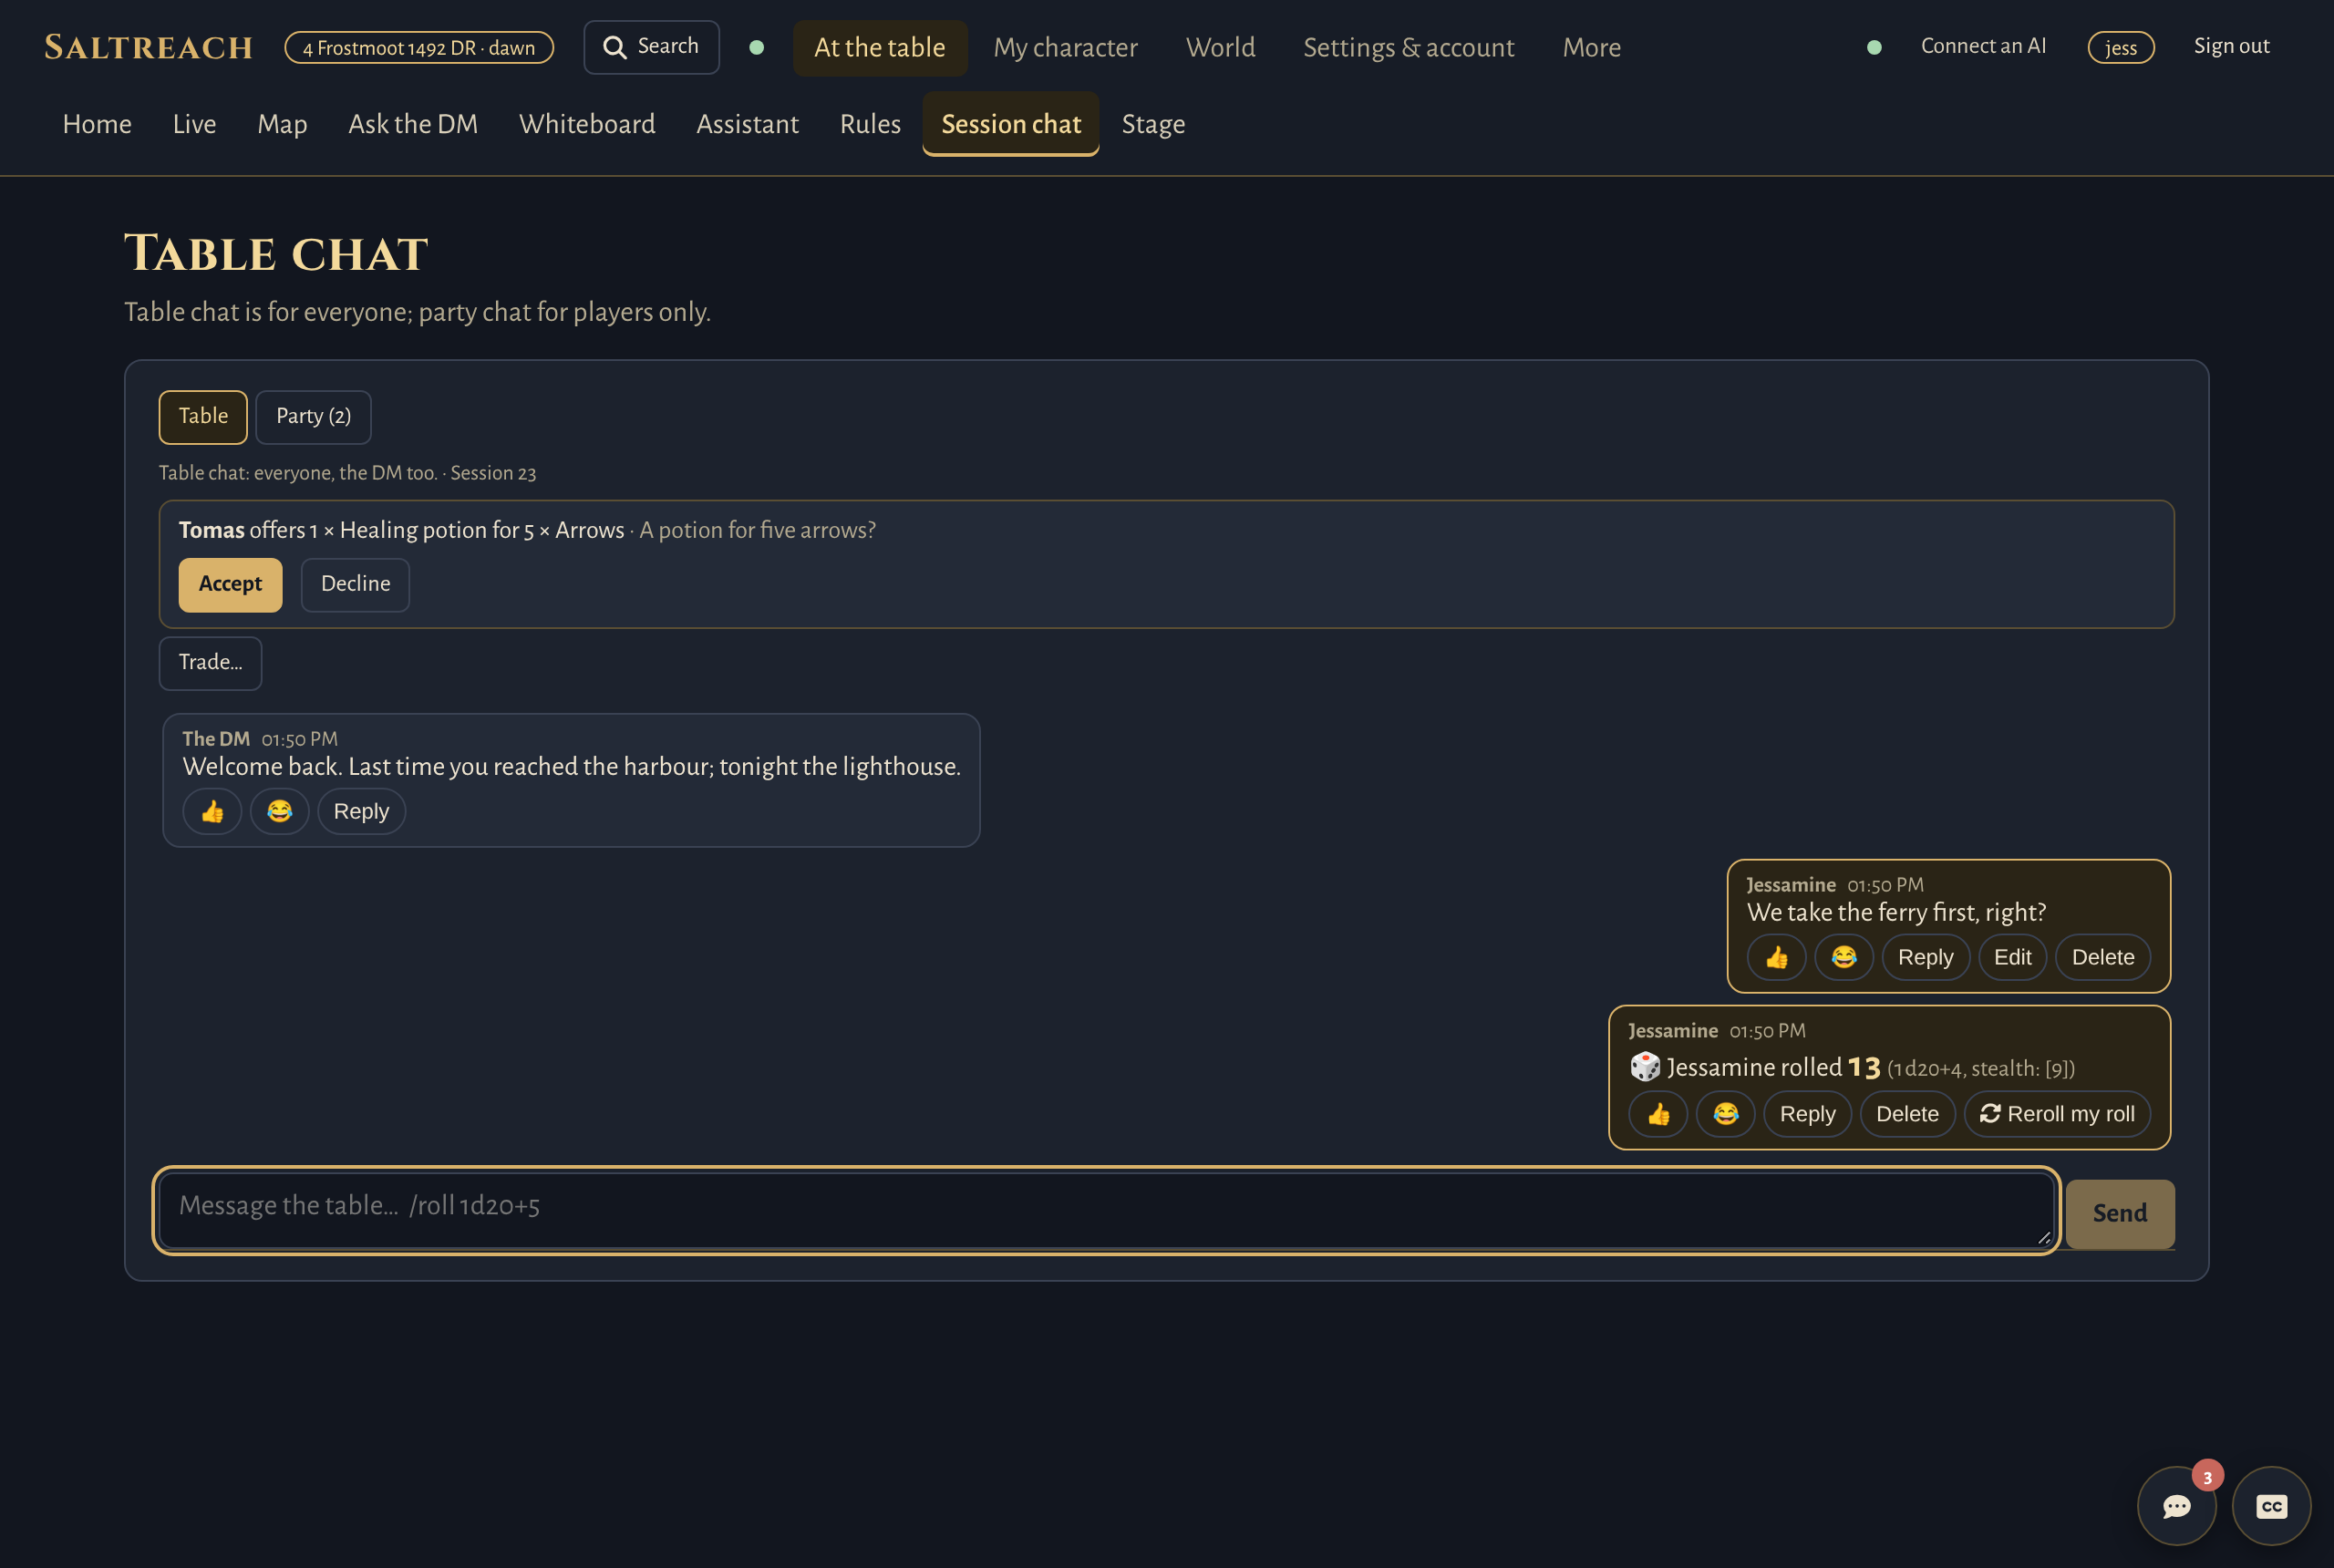 SALTREACH 4 Frostmoot 1492 DR · dawn Search At the table My character World Settings & account More Connect an AI jess Sign out
Home Live Map Ask the DM Whiteboard Assistant Rules Session chat Stage
TABLE CHAT
Table chat is for everyone; party chat for players only.
Table Party (2)
Table chat: everyone, the DM too. · Session 23
Tomas offers 1 × Healing potion for 5 × Arrows · A potion for five arrows?
Accept Decline
Trade...
The DM 01:50 PM
Welcome back. Last time you reached the harbour; tonight the lighthouse.
👍 😂 Reply
Jessamine 01:50 PM
We take the ferry first, right?
👍 😂 Reply Edit Delete
Jessamine 01:50 PM
🎲 Jessamine rolled 13 (1d20+4, stealth: [9])
👍 😂 Reply Delete Reroll my roll
Message the table... /roll 1d20+5 Send
3
CC